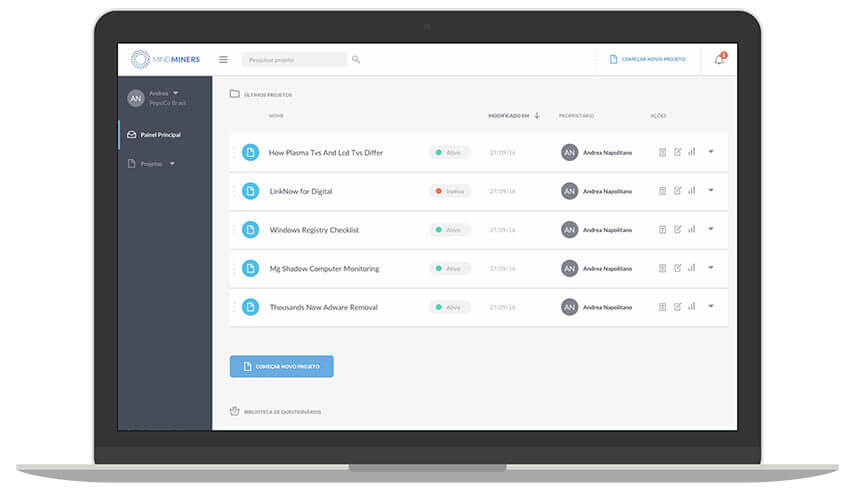 MINDMINERS
Pesquise projeto
COMEÇAR NOVO PROJETO
1
AN
Andrea
PepsiCo Brasil
Painel Principal
Projetos
ÚLTIMOS PROJETOS
NOME
MODIFICADO EM
PROPRIETÁRIO
AÇÕES
How Plasma Tvs And Lcd Tvs Differ Ativo 27/09/16 AN Andrea Napolitano
LinkNow for Digital Inativo 27/09/16 AN Andrea Napolitano
Windows Registry Checklist Ativo 27/09/16 AN Andrea Napolitano
Mg Shadow Computer Monitoring Ativo 27/09/16 AN Andrea Napolitano
Thousands Now Adware Removal Ativo 27/09/16 AN Andrea Napolitano
COMEÇAR NOVO PROJETO
BIBLIOTECA DE QUESTIONÁRIOS